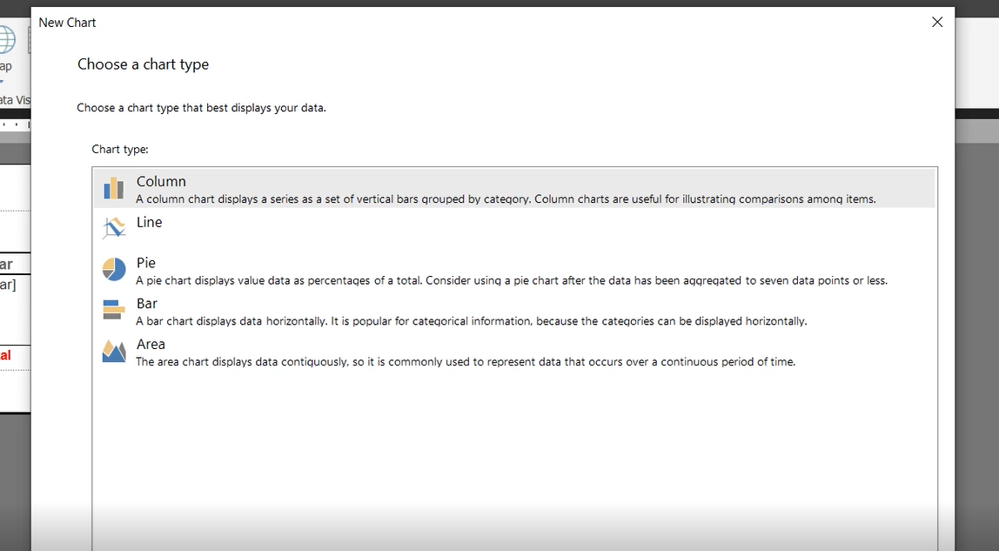 New Chart
ap
ata Vis
Choose a chart type
Choose a chart type that best displays your data.
Chart type:
Column
A column chart displays a series as a set of vertical bars grouped by category. Column charts are useful for illustrating comparisons among items.
Line
Pie
A pie chart displays value data as percentages of a total. Consider using a pie chart after the data has been aggregated to seven data points or less.
ar
ar]
Bar
A bar chart displays data horizontally. It is popular for categorical information, because the categories can be displayed horizontally.
Area
The area chart displays data contiguously, so it is commonly used to represent data that occurs over a continuous period of time.
al